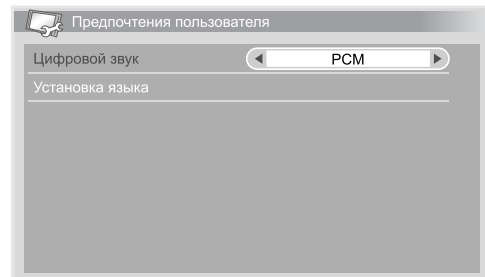 Предпочтения пользователя
Цифровой звук PCM
Установка языка